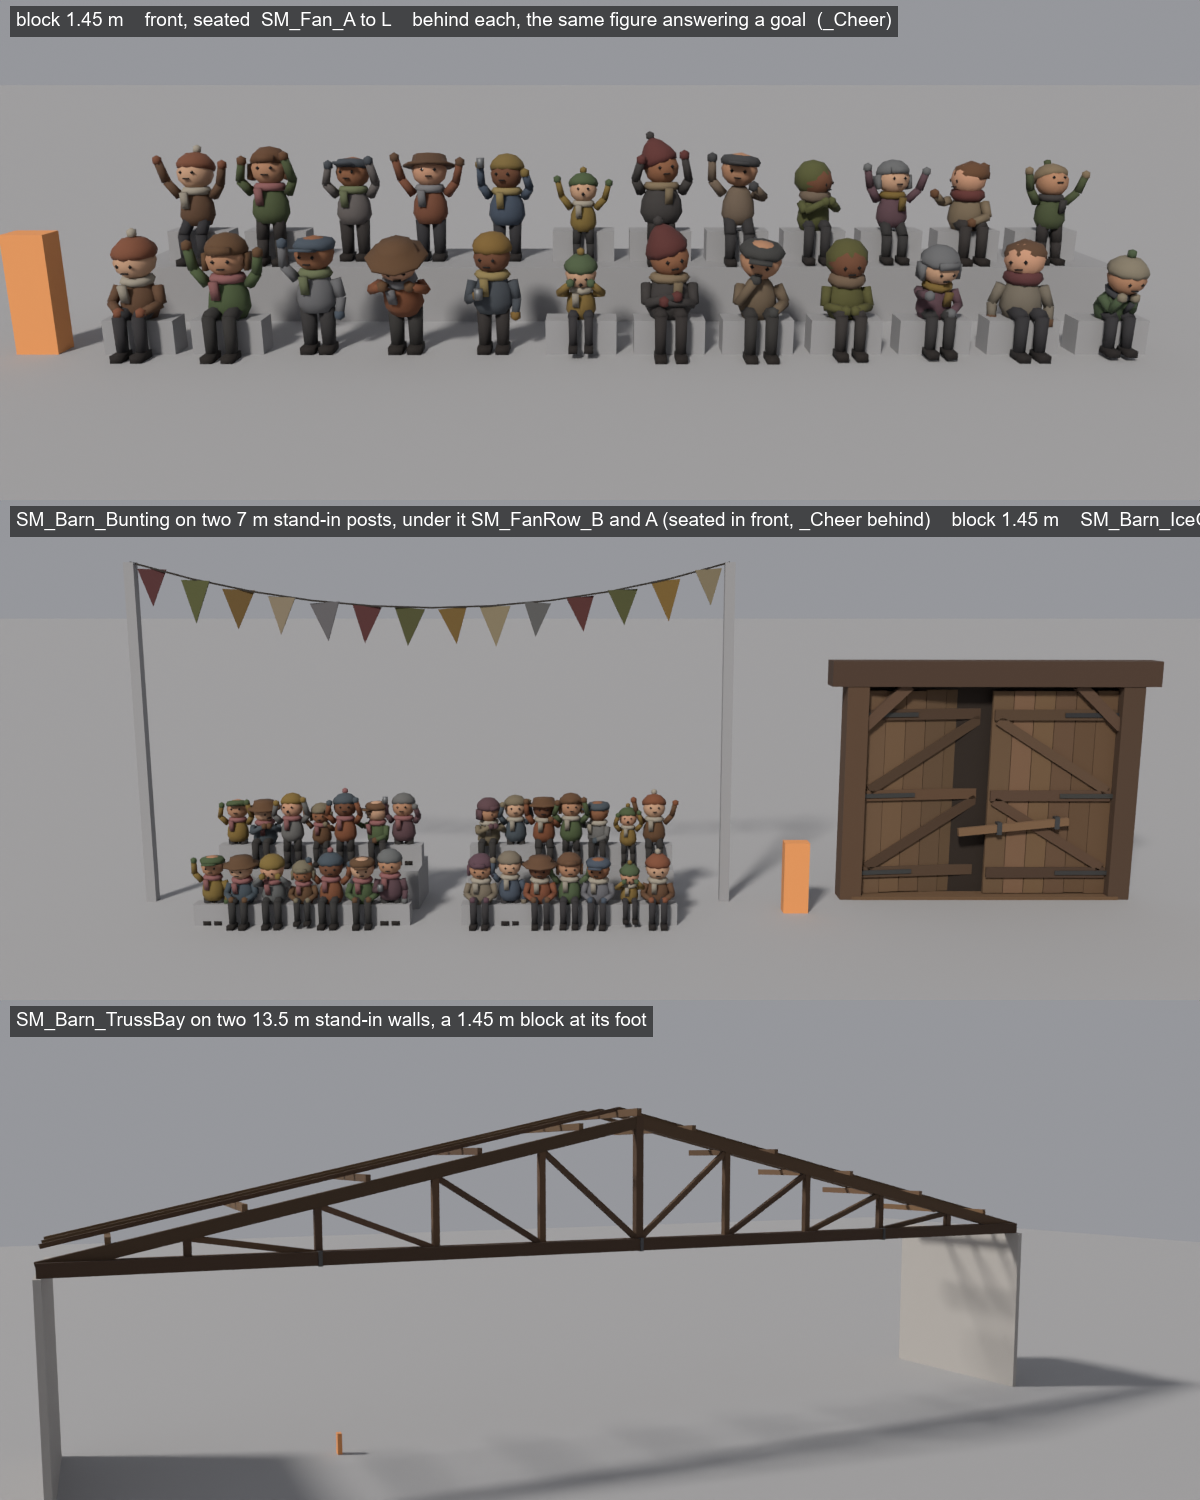 block 1.45 m    front, seated  SM_Fan_A to L    behind each, the same figure answering a goal  (_Cheer)
SM_Barn_Bunting on two 7 m stand-in posts, under it SM_FanRow_B and A (seated in front, _Cheer behind)    block 1.45 m    SM_Barn_Ice
SM_Barn_TrussBay on two 13.5 m stand-in walls, a 1.45 m block at its foot